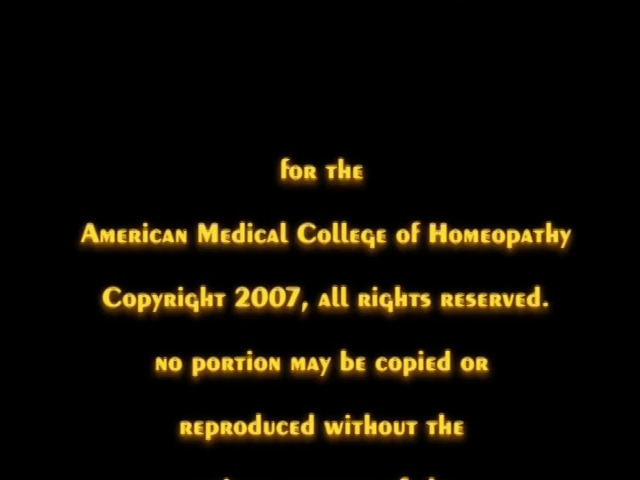 for the
American Medical College of Homeopathy
Copyright 2007, all rights reserved.
no portion may be copied or
reproduced without the